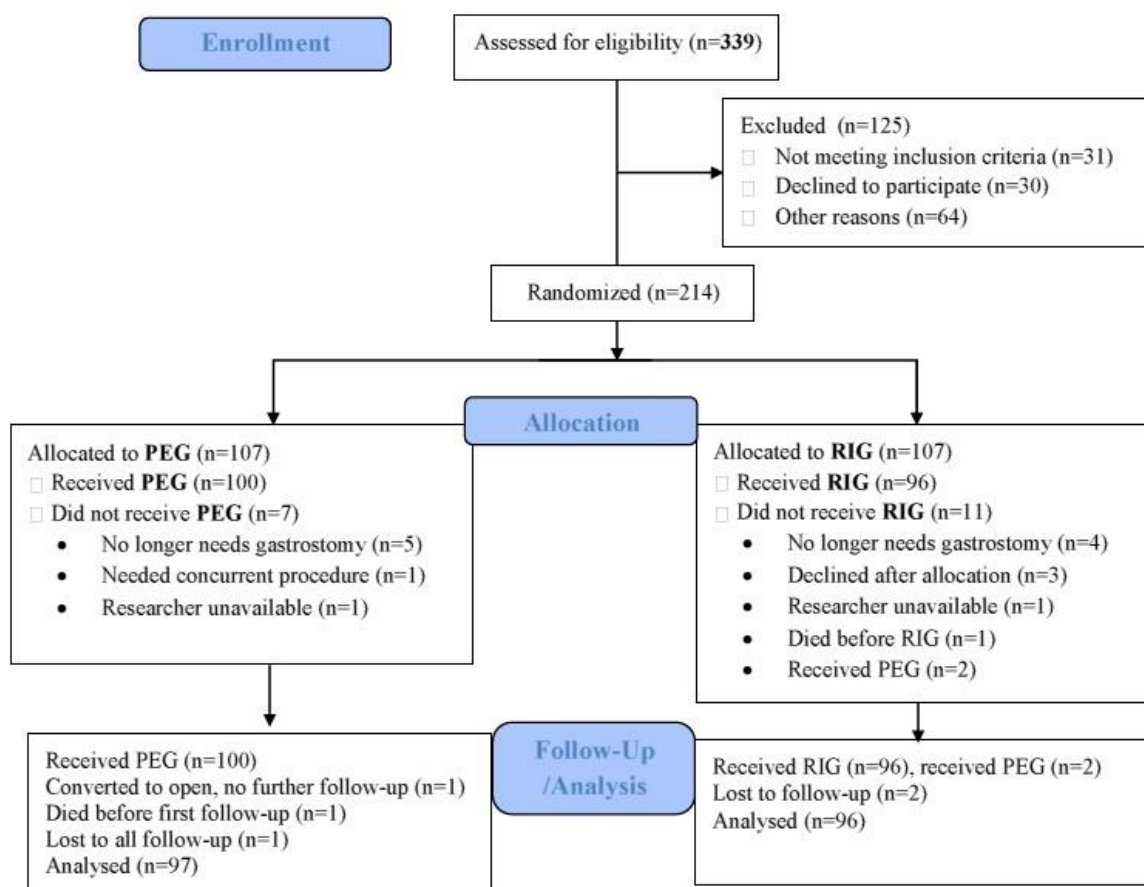 Enrollment
Assessed for eligibility (n=339)
Excluded (n=125)
Not meeting inclusion criteria (n=31)
Declined to participate (n=30)
Other reasons (n=64)
Randomized (n=214)
Allocation
Allocated to PEG (n=107)
Received PEG (n=100)
Did not receive PEG (n=7)
• No longer needs gastrostomy (n=5)
• Needed concurrent procedure (n=1)
• Researcher unavailable (n=1)
Allocated to RIG (n=107)
Received RIG (n=96)
Did not receive RIG (n=11)
• No longer needs gastrostomy (n=4)
• Declined after allocation (n=3)
• Researcher unavailable (n=1)
• Died before RIG (n=1)
• Received PEG (n=2)
Follow-Up
/Analysis
Received PEG (n=100)
Converted to open, no further follow-up (n=1)
Died before first follow-up (n=1)
Lost to all follow-up (n=1)
Analysed (n=97)
Received RIG (n=96), received PEG (n=2)
Lost to follow-up (n=2)
Analysed (n=96)